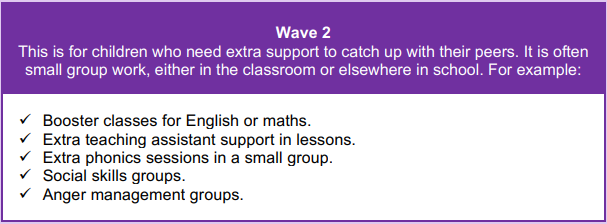 Wave 2
This is for children who need extra support to catch up with their peers. It is often
small group work, either in the classroom or elsewhere in school. For example:
✓ Booster classes for English or maths.
✓ Extra teaching assistant support in lessons.
✓ Extra phonics sessions in a small group.
✓ Social skills groups.
✓ Anger management groups.